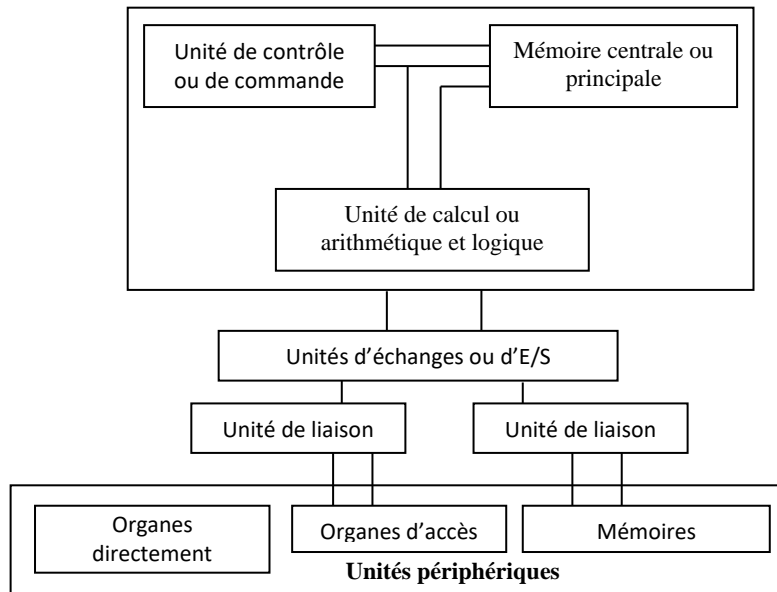 Unité de contrôle
ou de commande
Mémoire centrale ou
principale
Unité de calcul ou
arithmétique et logique
Unités d’échanges ou d’E/S
Unité de liaison
Unité de liaison
Organes
directement
Organes d’accès
Mémoires
Unités périphériques